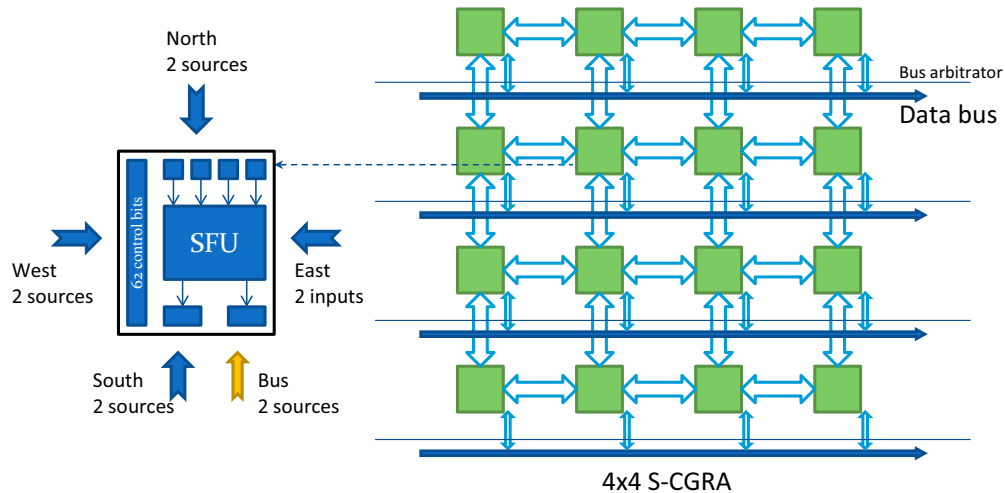 North
2 sources
62 control bits
SFU
West
2 sources
East
2 inputs
South
2 sources
Bus
2 sources
Bus arbitrator
Data bus
4x4 S-CGRA